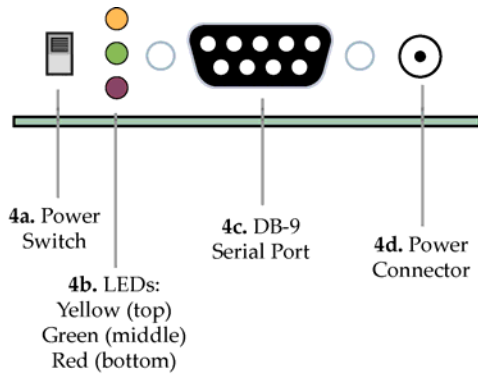 4a. Power
Switch
4b. LEDs:
Yellow (top)
Green (middle)
Red (bottom)
4c. DB-9
Serial Port
4d. Power
Connector